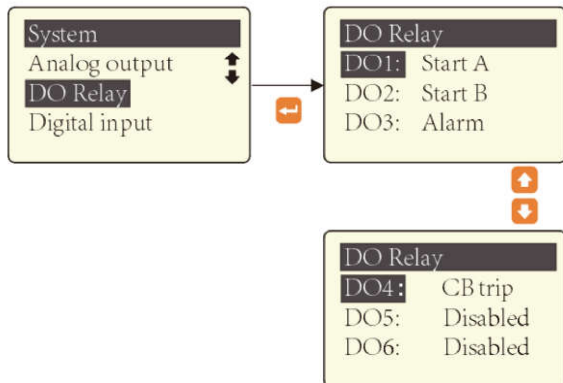 System
Analog output
DO Relay
Digital input
DO Relay
DO1: Start A
DO2: Start B
DO3: Alarm
DO Relay
DO4: CB trip
DO5: Disabled
DO6: Disabled